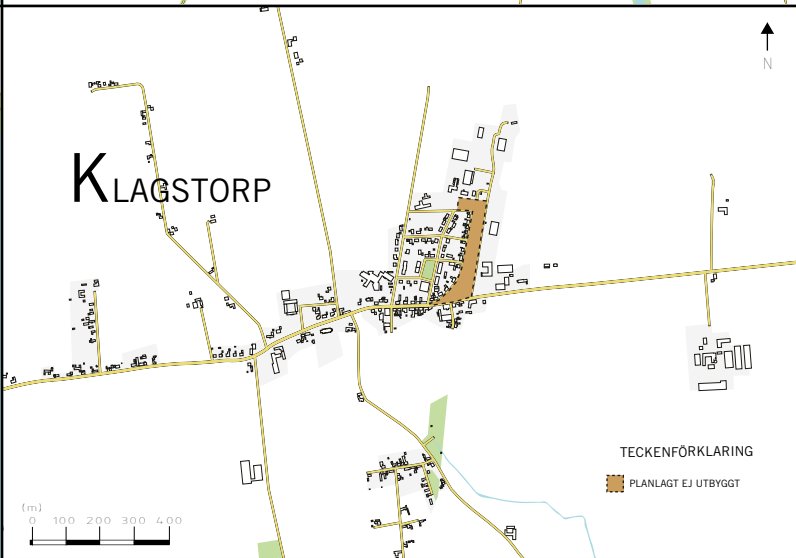 N
KLAGSTORP
TECKENFÖRKLARING
PLANLAGT EJ UTBYGGT
(m)
0 100 200 300 400